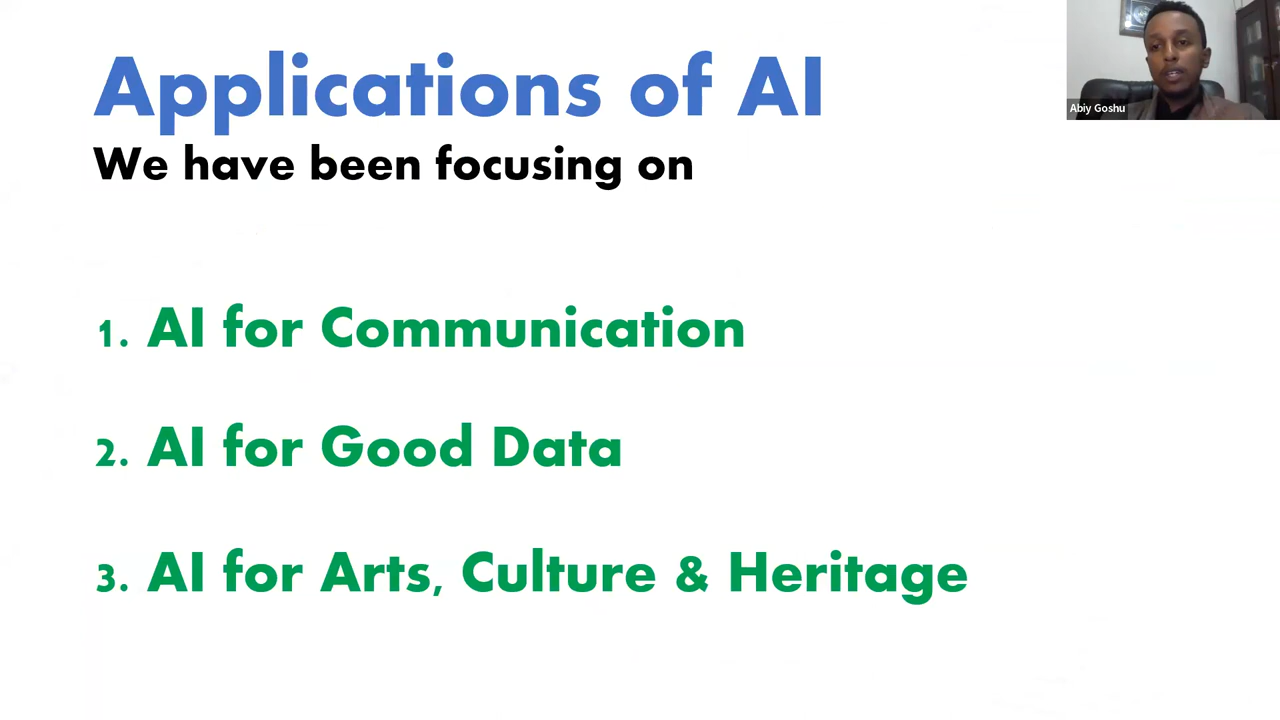 Applications of AI
We have been focusing on
1. AI for Communication
2. AI for Good Data
3. AI for Arts, Culture & Heritage
Abiy Goshu